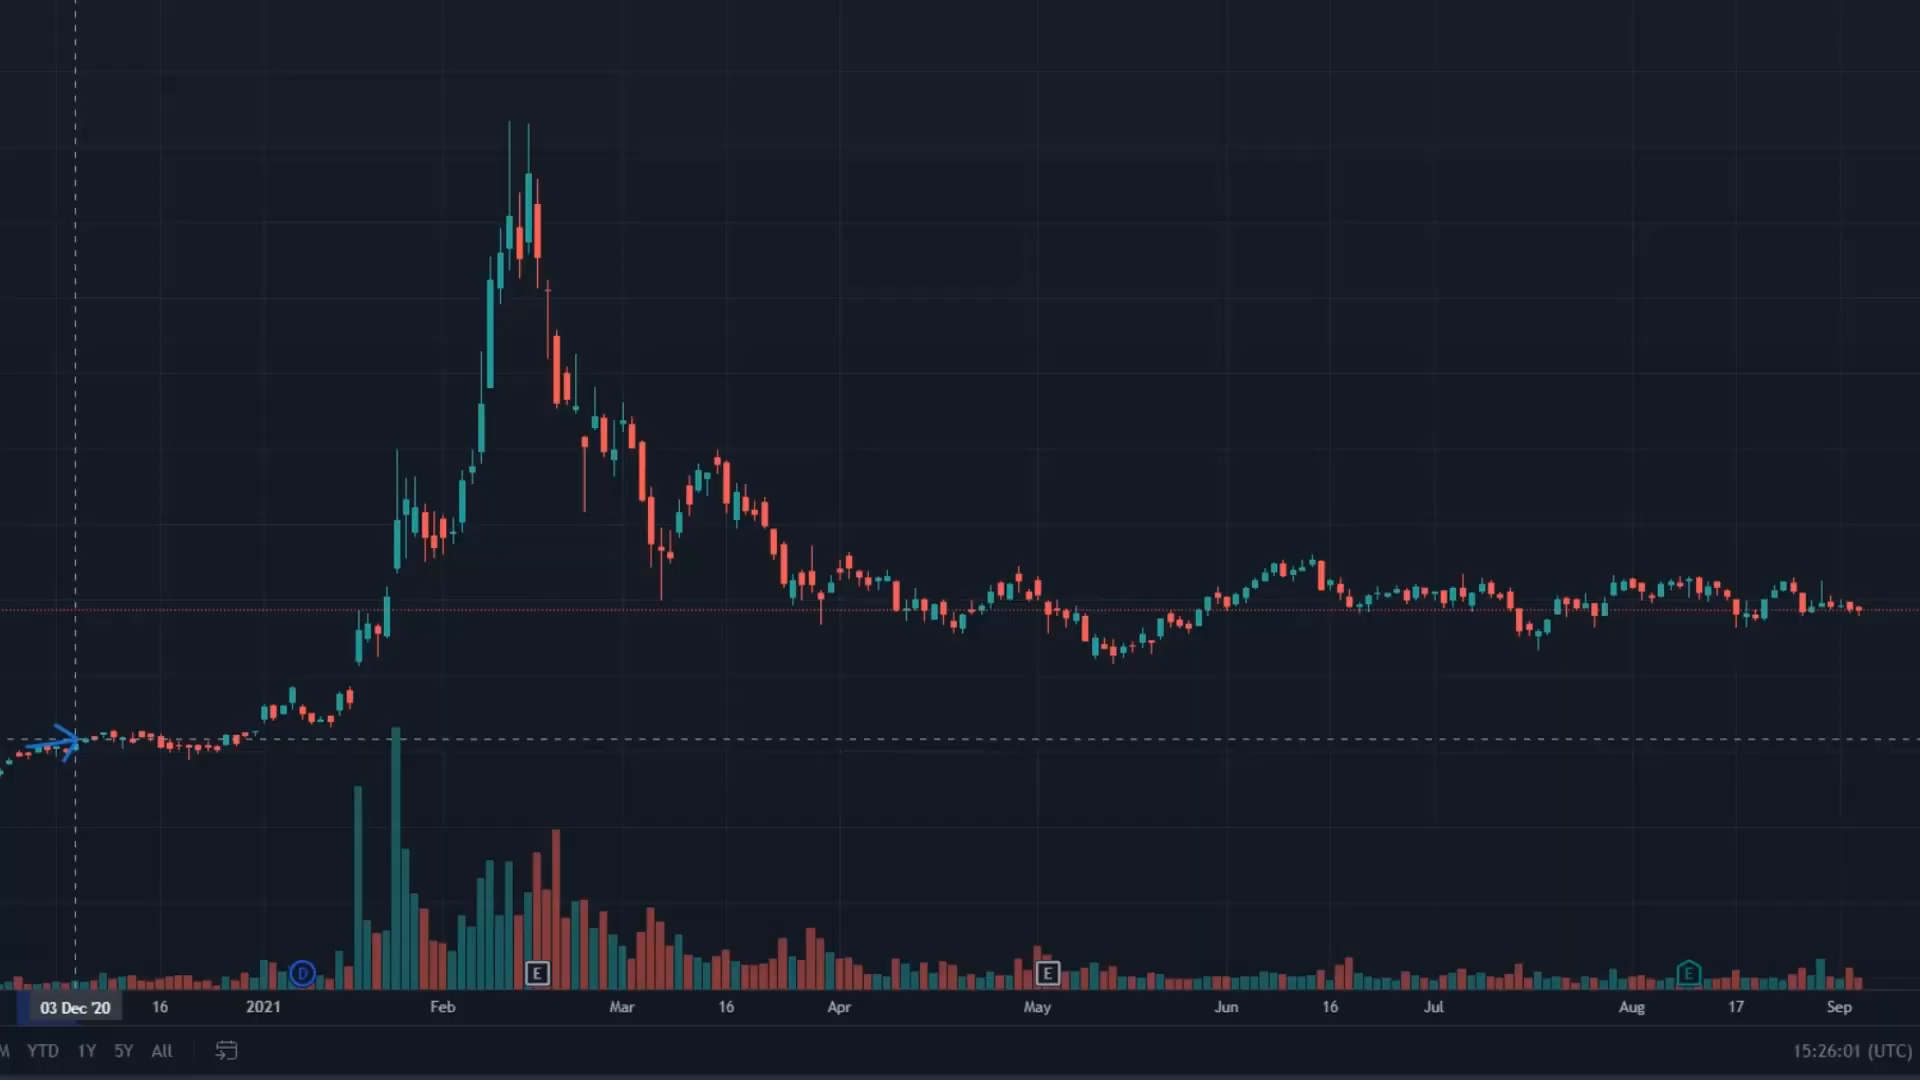 D E E E
03 Dec '20 16 2021 Feb Mar 16 Apr May Jun 16 Jul Aug 17 Sep
M YTD 1Y 5Y All 15:26:01 (UTC)